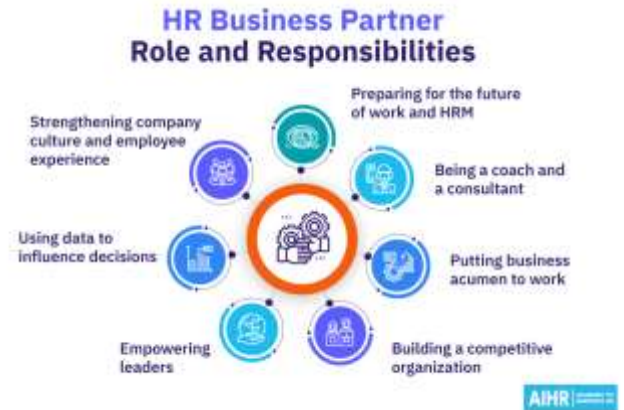 HR Business Partner
Role and Responsibilities
Preparing for the future
of work and HRM
Strengthening company
culture and employee
experience
Being a coach and
a consultant
Using data to
influence decisions
Putting business
acumen to work
Empowering
leaders
Building a competitive
organization
AIHR